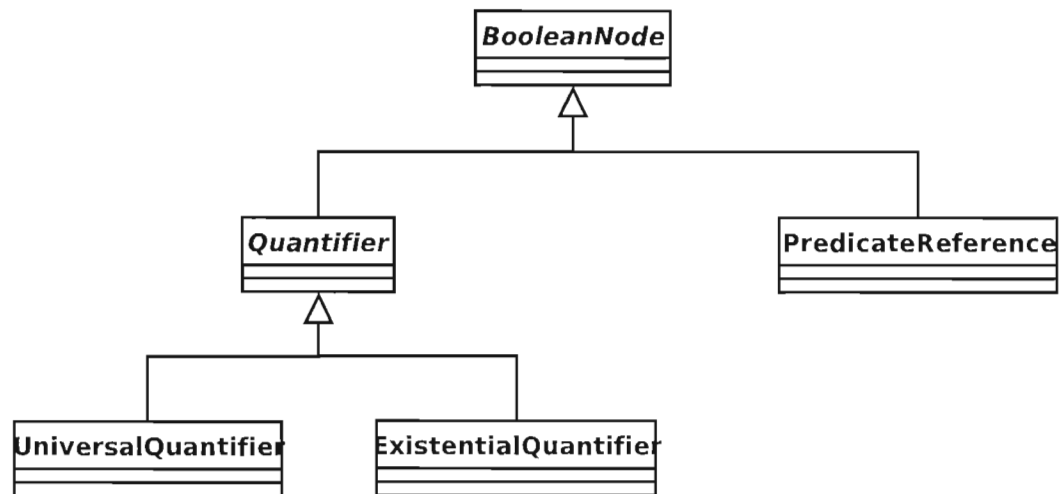 BooleanNode
Quantifier
PredicateReference
UniversalQuantifier
ExistentialQuantifier